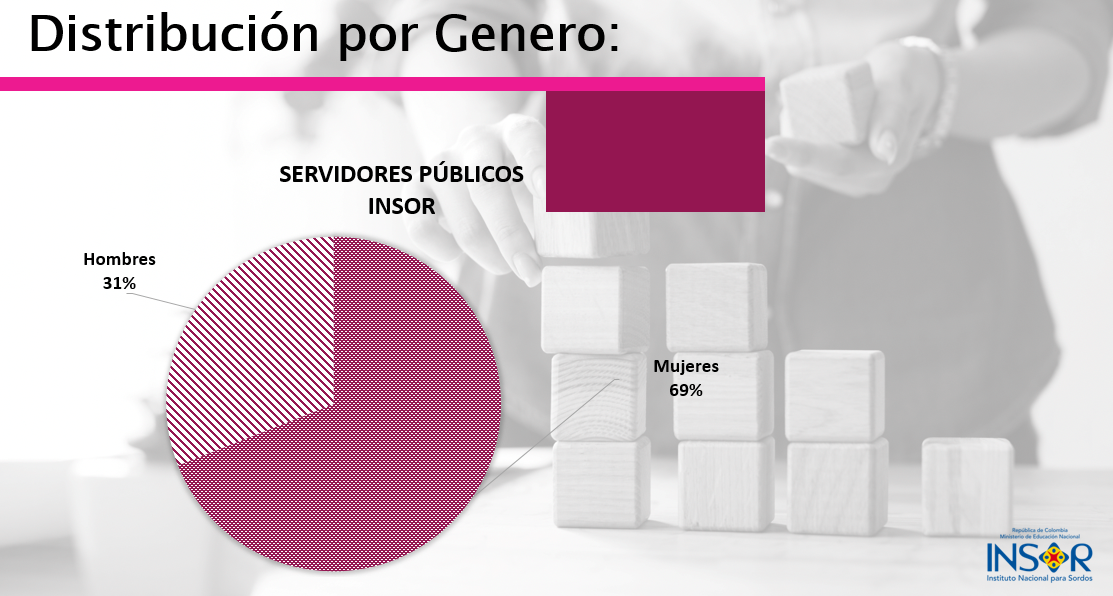 Distribución por Genero:
SERVIDORES PÚBLICOS
INSOR
Hombres
31%
Mujeres
69%
República de Colombia
Ministerio de Educación Nacional
INSOR
Instituto Nacional para Sordos